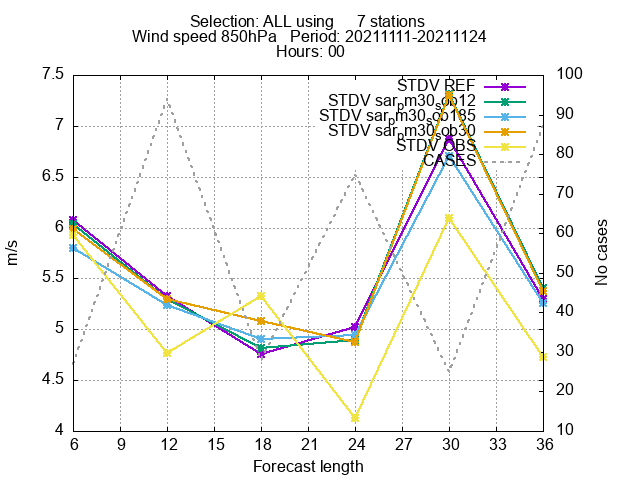 Selection: ALL using 7 stations
Wind speed 850hPa Period: 20211111-20211124
Hours: 00
7.5
7
6.5
6
5.5
5
4.5
4
100
90
80
70
60
50
40
30
20
10
6 9 12 15 18 21 24 27 30 33 36
m/s
No cases
Forecast length
STDV REF
STDV sar_pm30_sob12
STDV sar_pm30_sob185
STDV sar_pm30_sob30
STDV OBS
CASES